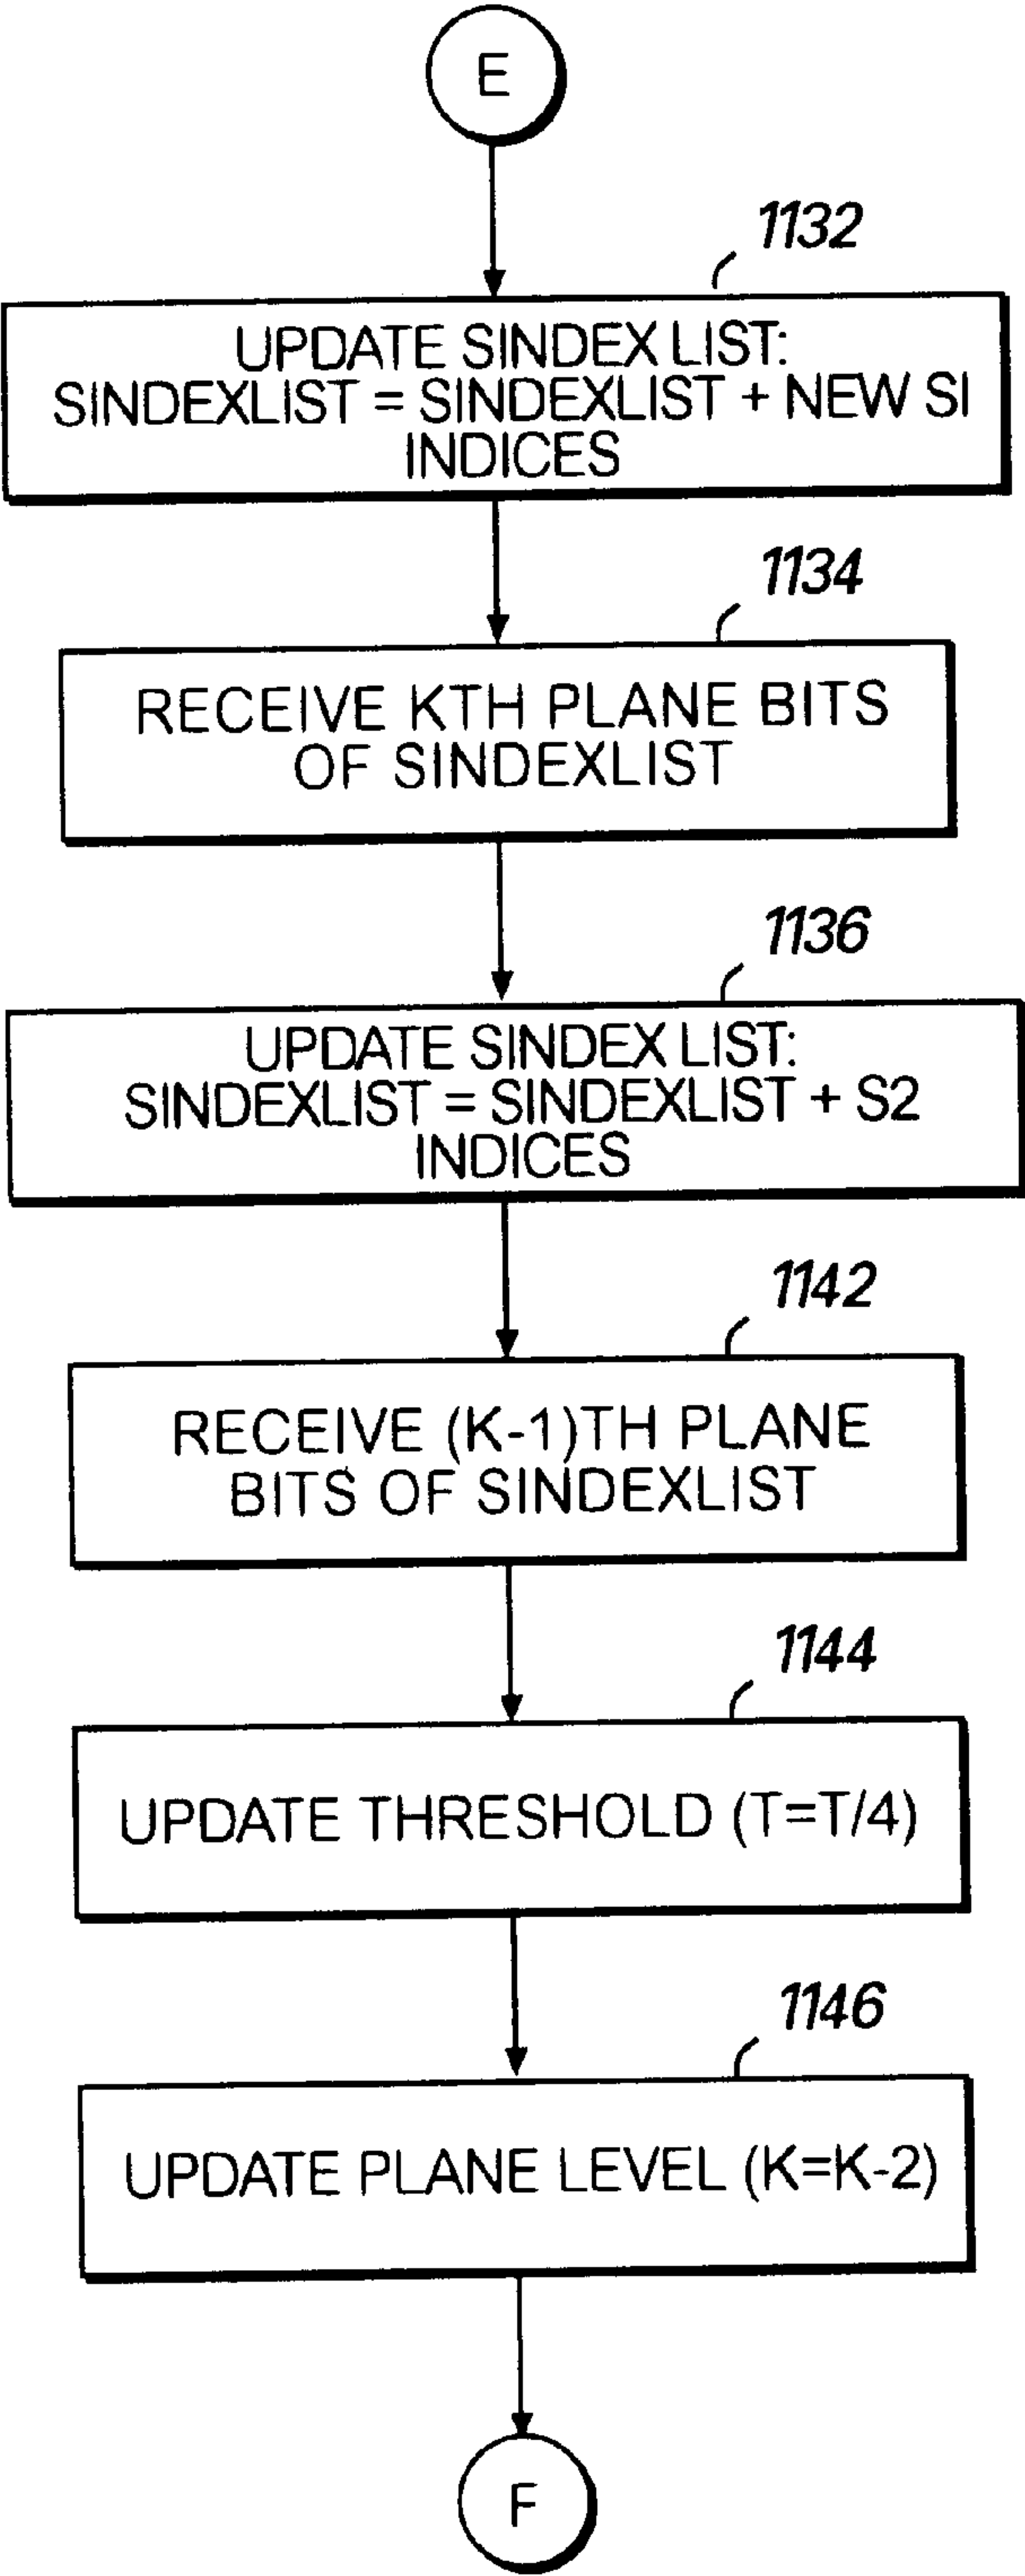 E
1132
UPDATE SINDEX LIST:
SINDEXLIST = SINDEXLIST + NEW SI
INDICES
1134
RECEIVE KTH PLANE BITS
OF SINDEXLIST
1136
UPDATE SINDEX LIST:
SINDEXLIST = SINDEXLIST + S2
INDICES
1142
RECEIVE (K-1)TH PLANE
BITS OF SINDEXLIST
1144
UPDATE THRESHOLD (T=T/4)
1146
UPDATE PLANE LEVEL (K=K-2)
F